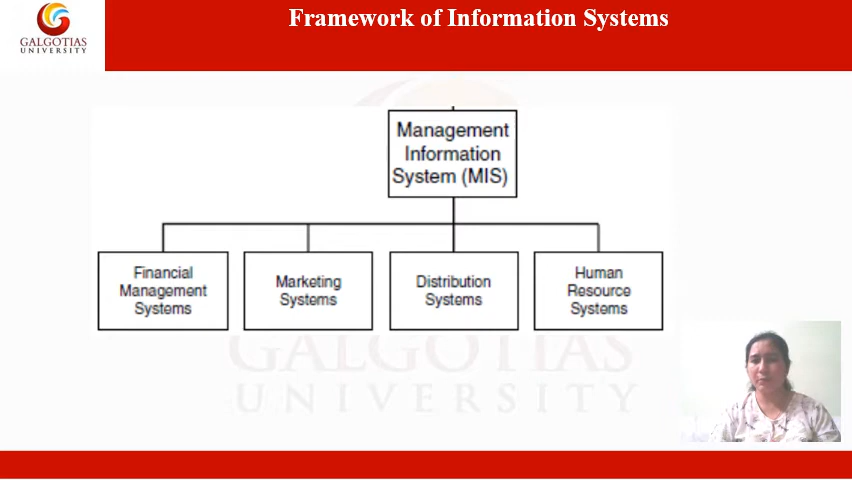 Framework of Information Systems
GALGOTIAS
UNIVERSITY
Management
Information
System (MIS)
Financial
Management
Systems
Marketing
Systems
Distribution
Systems
Human
Resource
Systems
GALGOTIAS
UNIVERSITY